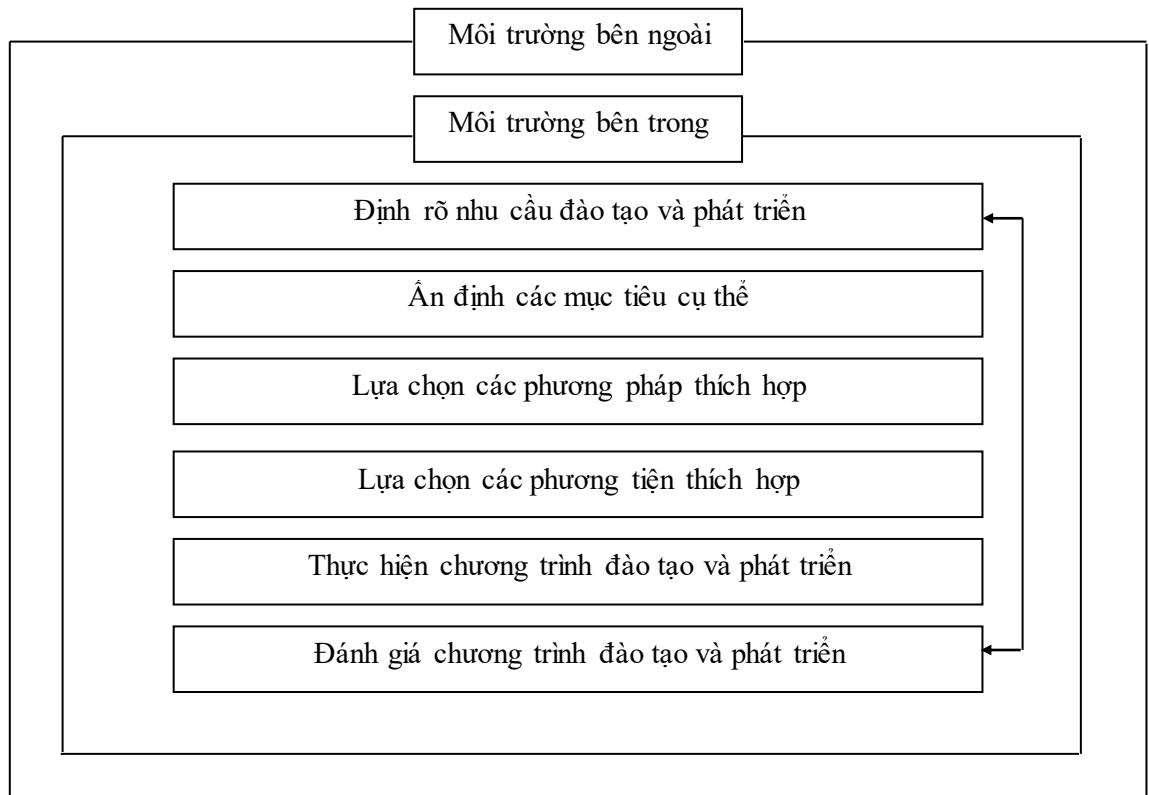 Môi trường bên ngoài
Môi trường bên trong
Định rõ nhu cầu đào tạo và phát triển
Ấn định các mục tiêu cụ thể
Lựa chọn các phương pháp thích hợp
Lựa chọn các phương tiện thích hợp
Thực hiện chương trình đào tạo và phát triển
Đánh giá chương trình đào tạo và phát triển